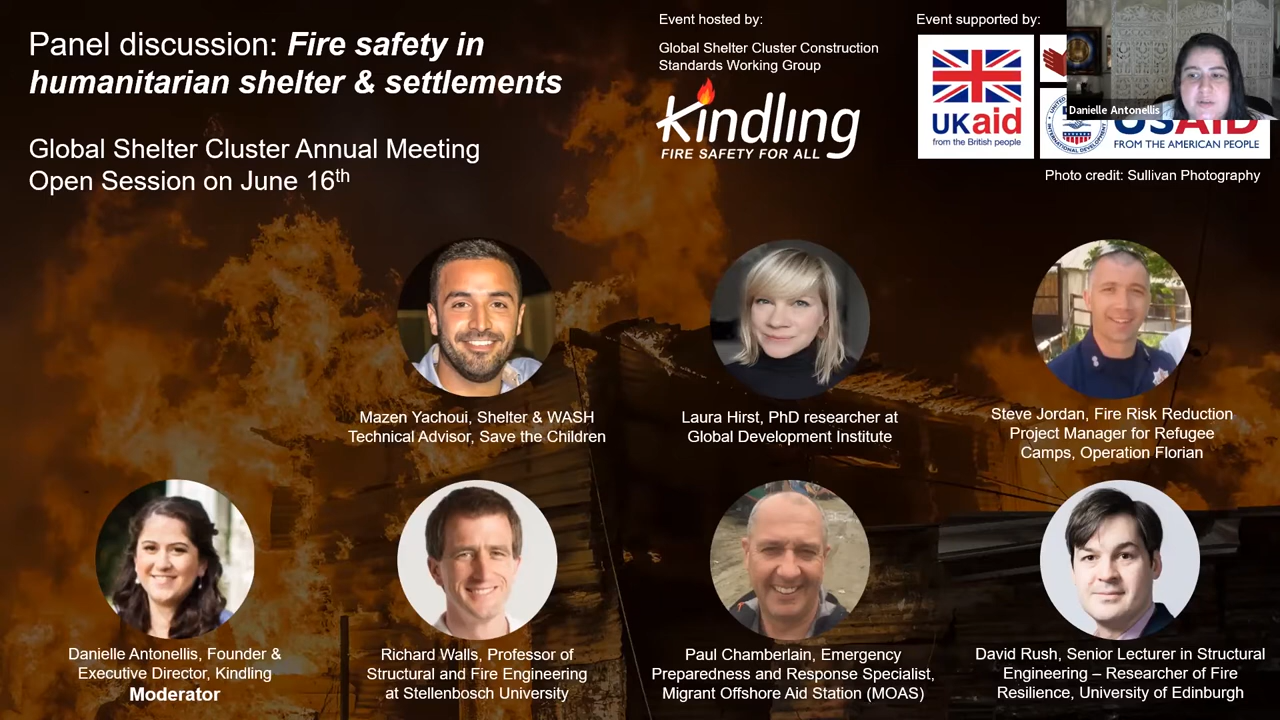 Panel discussion: Fire safety in
humanitarian shelter & settlements
Global Shelter Cluster Annual Meeting
Open Session on June 16th
Event hosted by:
Global Shelter Cluster Construction
Standards Working Group
Kindling
FIRE SAFETY FOR ALL
Event supported by:
UKaid
from the British people
Danielle Antonellis
USAID
FROM THE AMERICAN PEOPLE
Photo credit: Sullivan Photography
Mazen Yachoui, Shelter & WASH
Technical Advisor, Save the Children
Laura Hirst, PhD researcher at
Global Development Institute
Steve Jordan, Fire Risk Reduction
Project Manager for Refugee
Camps, Operation Florian
Danielle Antonellis, Founder &
Executive Director, Kindling
Moderator
Richard Walls, Professor of
Structural and Fire Engineering
at Stellenbosch University
Paul Chamberlain, Emergency
Preparedness and Response Specialist,
Migrant Offshore Aid Station (MOAS)
David Rush, Senior Lecturer in Structural
Engineering – Researcher of Fire
Resilience, University of Edinburgh